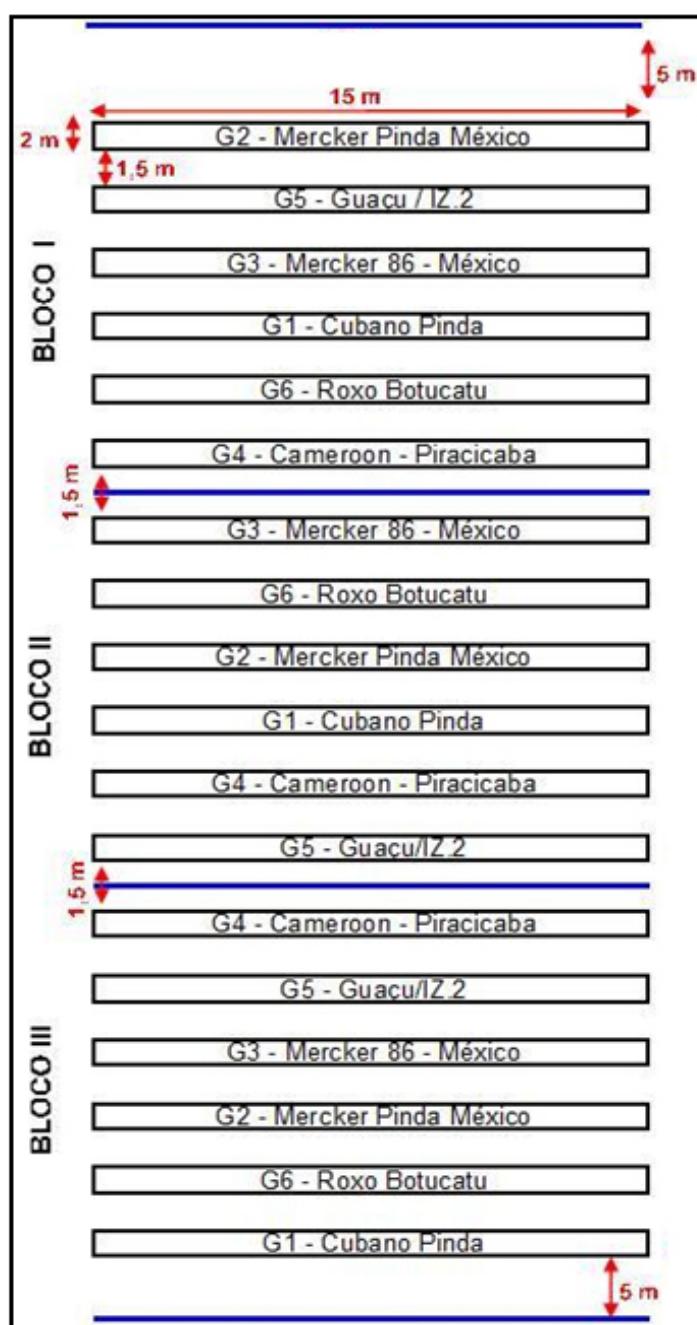 5 m
15 m
2 m
G2 - Mercker Pinda México
1,5 m
G5 - Guaçu / IZ.2
BLOCO I
G3 - Mercker 86 - México
G1 - Cubano Pinda
G6 - Roxo Botucatu
G4 - Cameroon - Piracicaba
1,5 m
G3 - Mercker 86 - México
G6 - Roxo Botucatu
BLOCO II
G2 - Mercker Pinda México
G1 - Cubano Pinda
G4 - Cameroon - Piracicaba
G5 - Guaçu/IZ.2
1,5 m
G4 - Cameroon - Piracicaba
G5 - Guaçu/IZ.2
BLOCO III
G3 - Mercker 86 - México
G2 - Mercker Pinda México
G6 - Roxo Botucatu
G1 - Cubano Pinda
5 m